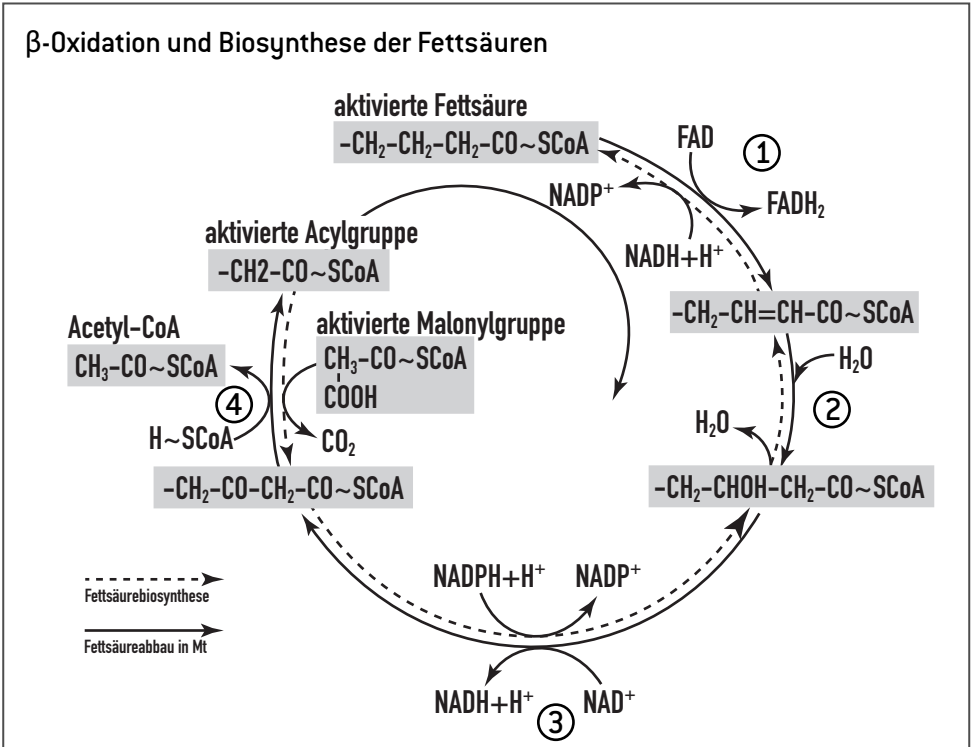 β-Oxidation und Biosynthese der Fettsäuren
aktivierte Fettsäure
-CH₂-CH₂-CH₂-CO~SCoA
FAD
①
FADH₂
NADP⁺
NADH+H⁺
aktivierte Acylgruppe
-CH2-CO~SCoA
-CH₂-CH=CH-CO~SCoA
Acetyl-CoA
CH₃-CO~SCoA
aktivierte Malonylgruppe
CH₃-CO~SCoA
COOH
H₂O
②
④
H~SCoA
CO₂
H₂O
-CH₂-CO-CH₂-CO~SCoA
-CH₂-CHOH-CH₂-CO~SCoA
NADPH+H⁺
NADP⁺
Fettsäurebiosynthese
Fettsäureabbau in Mt
NADH+H⁺
NAD⁺
③